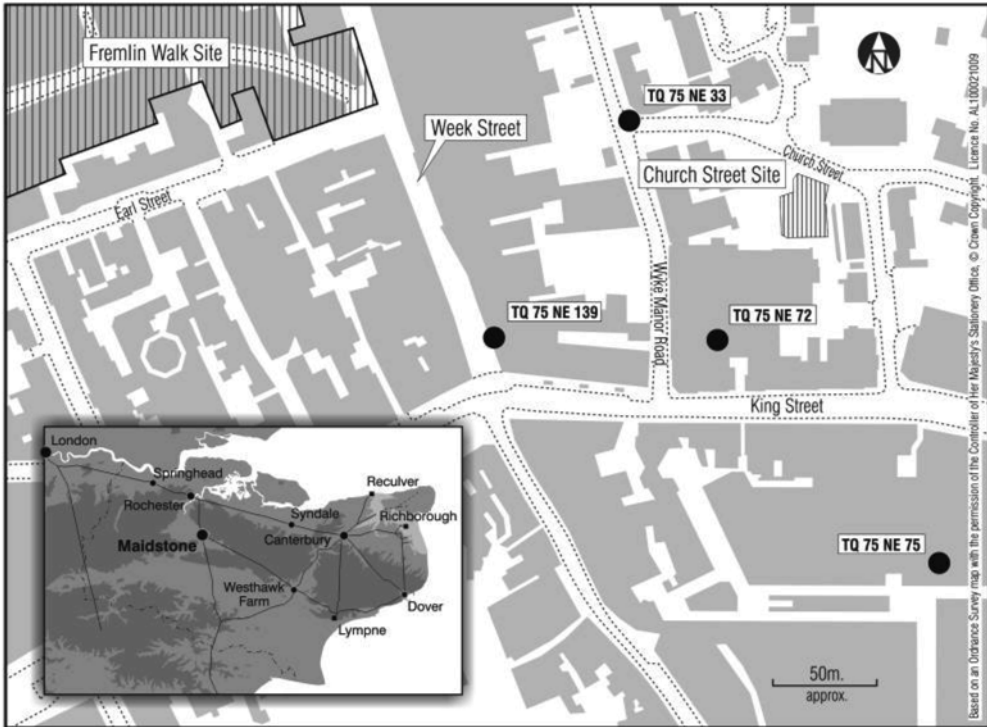 Fremlin Walk Site
TQ 75 NE 33
Week Street
Church Street
Church Street Site
Earl Street
Wyke Manor Road
TQ 75 NE 139
TQ 75 NE 72
King Street
TQ 75 NE 75
50m.
approx.
N
London
Springhead
Rochester
Reculver
Syndale
Richborough
Maidstone
Canterbury
Westhawk
Farm
Dover
Lympne
Based on an Ordnance Survey map with the permission of the Controller of Her Majesty's Stationery Office, © Crown Copyright. Licence No. AL100021009